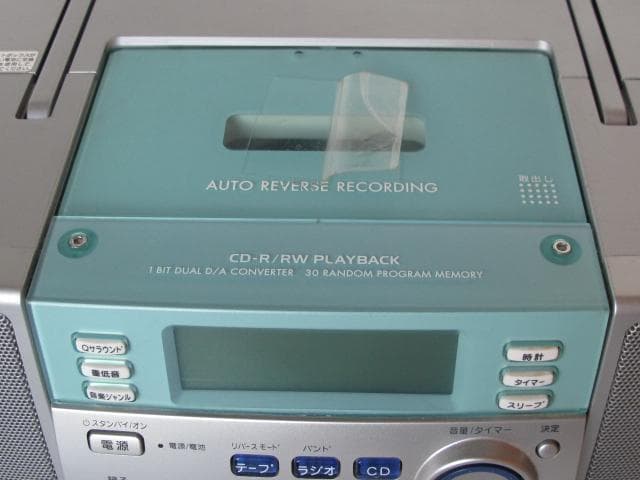 AUTO REVERSE RECORDING
取出し
CD-R/RW PLAYBACK
1 BIT DUAL D/A CONVERTER 30 RANDOM PROGRAM MEMORY
Qサラウンド
重低音
音楽ジャンル
時計
タイマー
スリープ
スタンバイ/オン
電源
電源/電池
リバースモード
テープ
バンド
ラジオ
CD
音量/タイマー
決定